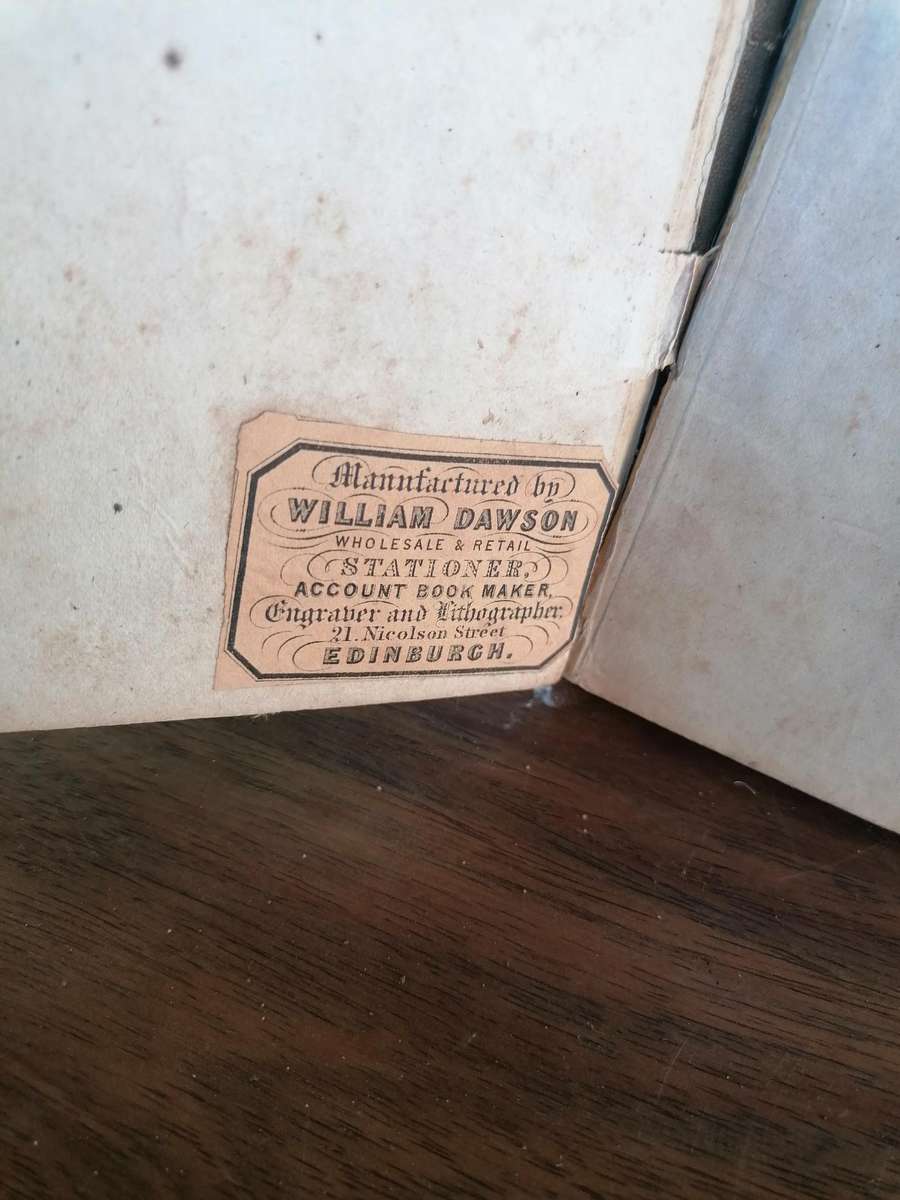 Manufactured by
WILLIAM DAWSON
WHOLESALE & RETAIL
STATIONER,
ACCOUNT BOOK MAKER,
Engraver and Lithographer.
21. Nicolson Street
EDINBURGH.